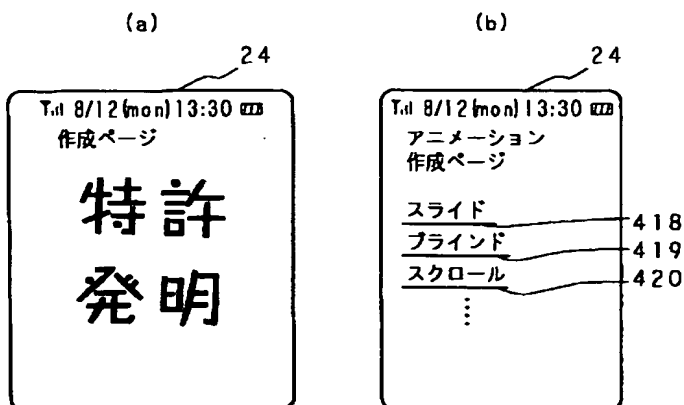 (a)
24
8/12(mon)13:30
作成ページ
特許
発明
(b)
24
8/12(mon)13:30
アニメーション
作成ページ
スライド
418
ブラインド
419
スクロール
420